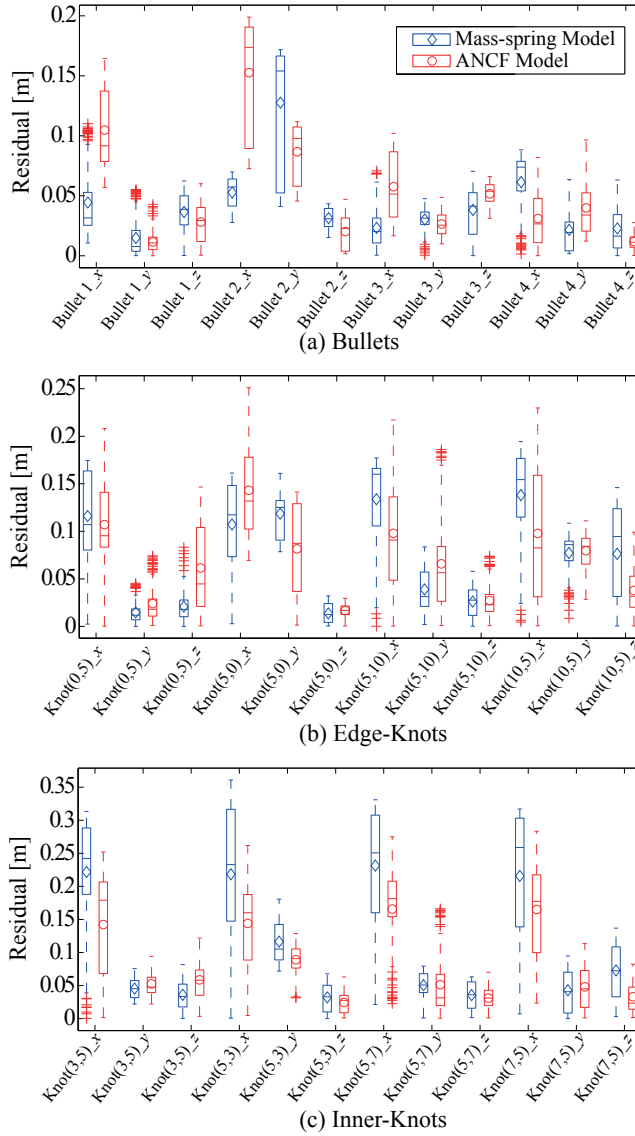 0.2
0.15
0.1
0.05
0
Residual [m]
Mass-spring Model
ANCF Model
Bullet 1_x
Bullet 1_y
Bullet 1_z
Bullet 2_x
Bullet 2_y
Bullet 2_z
Bullet 3_x
Bullet 3_y
Bullet 3_z
Bullet 4_x
Bullet 4_y
Bullet 4_z
(a) Bullets
0.25
0.2
0.15
0.1
0.05
0
Residual [m]
Knot(0,5)_x
Knot(0,5)_y
Knot(0,5)_z
Knot(5,0)_x
Knot(5,0)_y
Knot(5,0)_z
Knot(5,10)_x
Knot(5,10)_y
Knot(5,10)_z
Knot(10,5)_x
Knot(10,5)_y
Knot(10,5)_z
(b) Edge-Knots
0.35
0.3
0.25
0.2
0.15
0.1
0.05
0
Residual [m]
Knot(3,5)_x
Knot(3,5)_y
Knot(3,5)_z
Knot(5,3)_x
Knot(5,3)_y
Knot(5,3)_z
Knot(5,7)_x
Knot(5,7)_y
Knot(5,7)_z
Knot(7,5)_x
Knot(7,5)_y
Knot(7,5)_z
(c) Inner-Knots